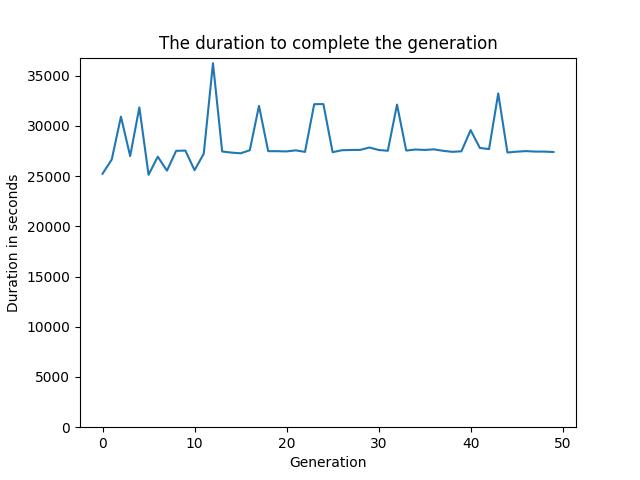 The duration to complete the generation
35000
30000
25000
20000
15000
10000
5000
0
Duration in seconds
0 10 20 30 40 50
Generation